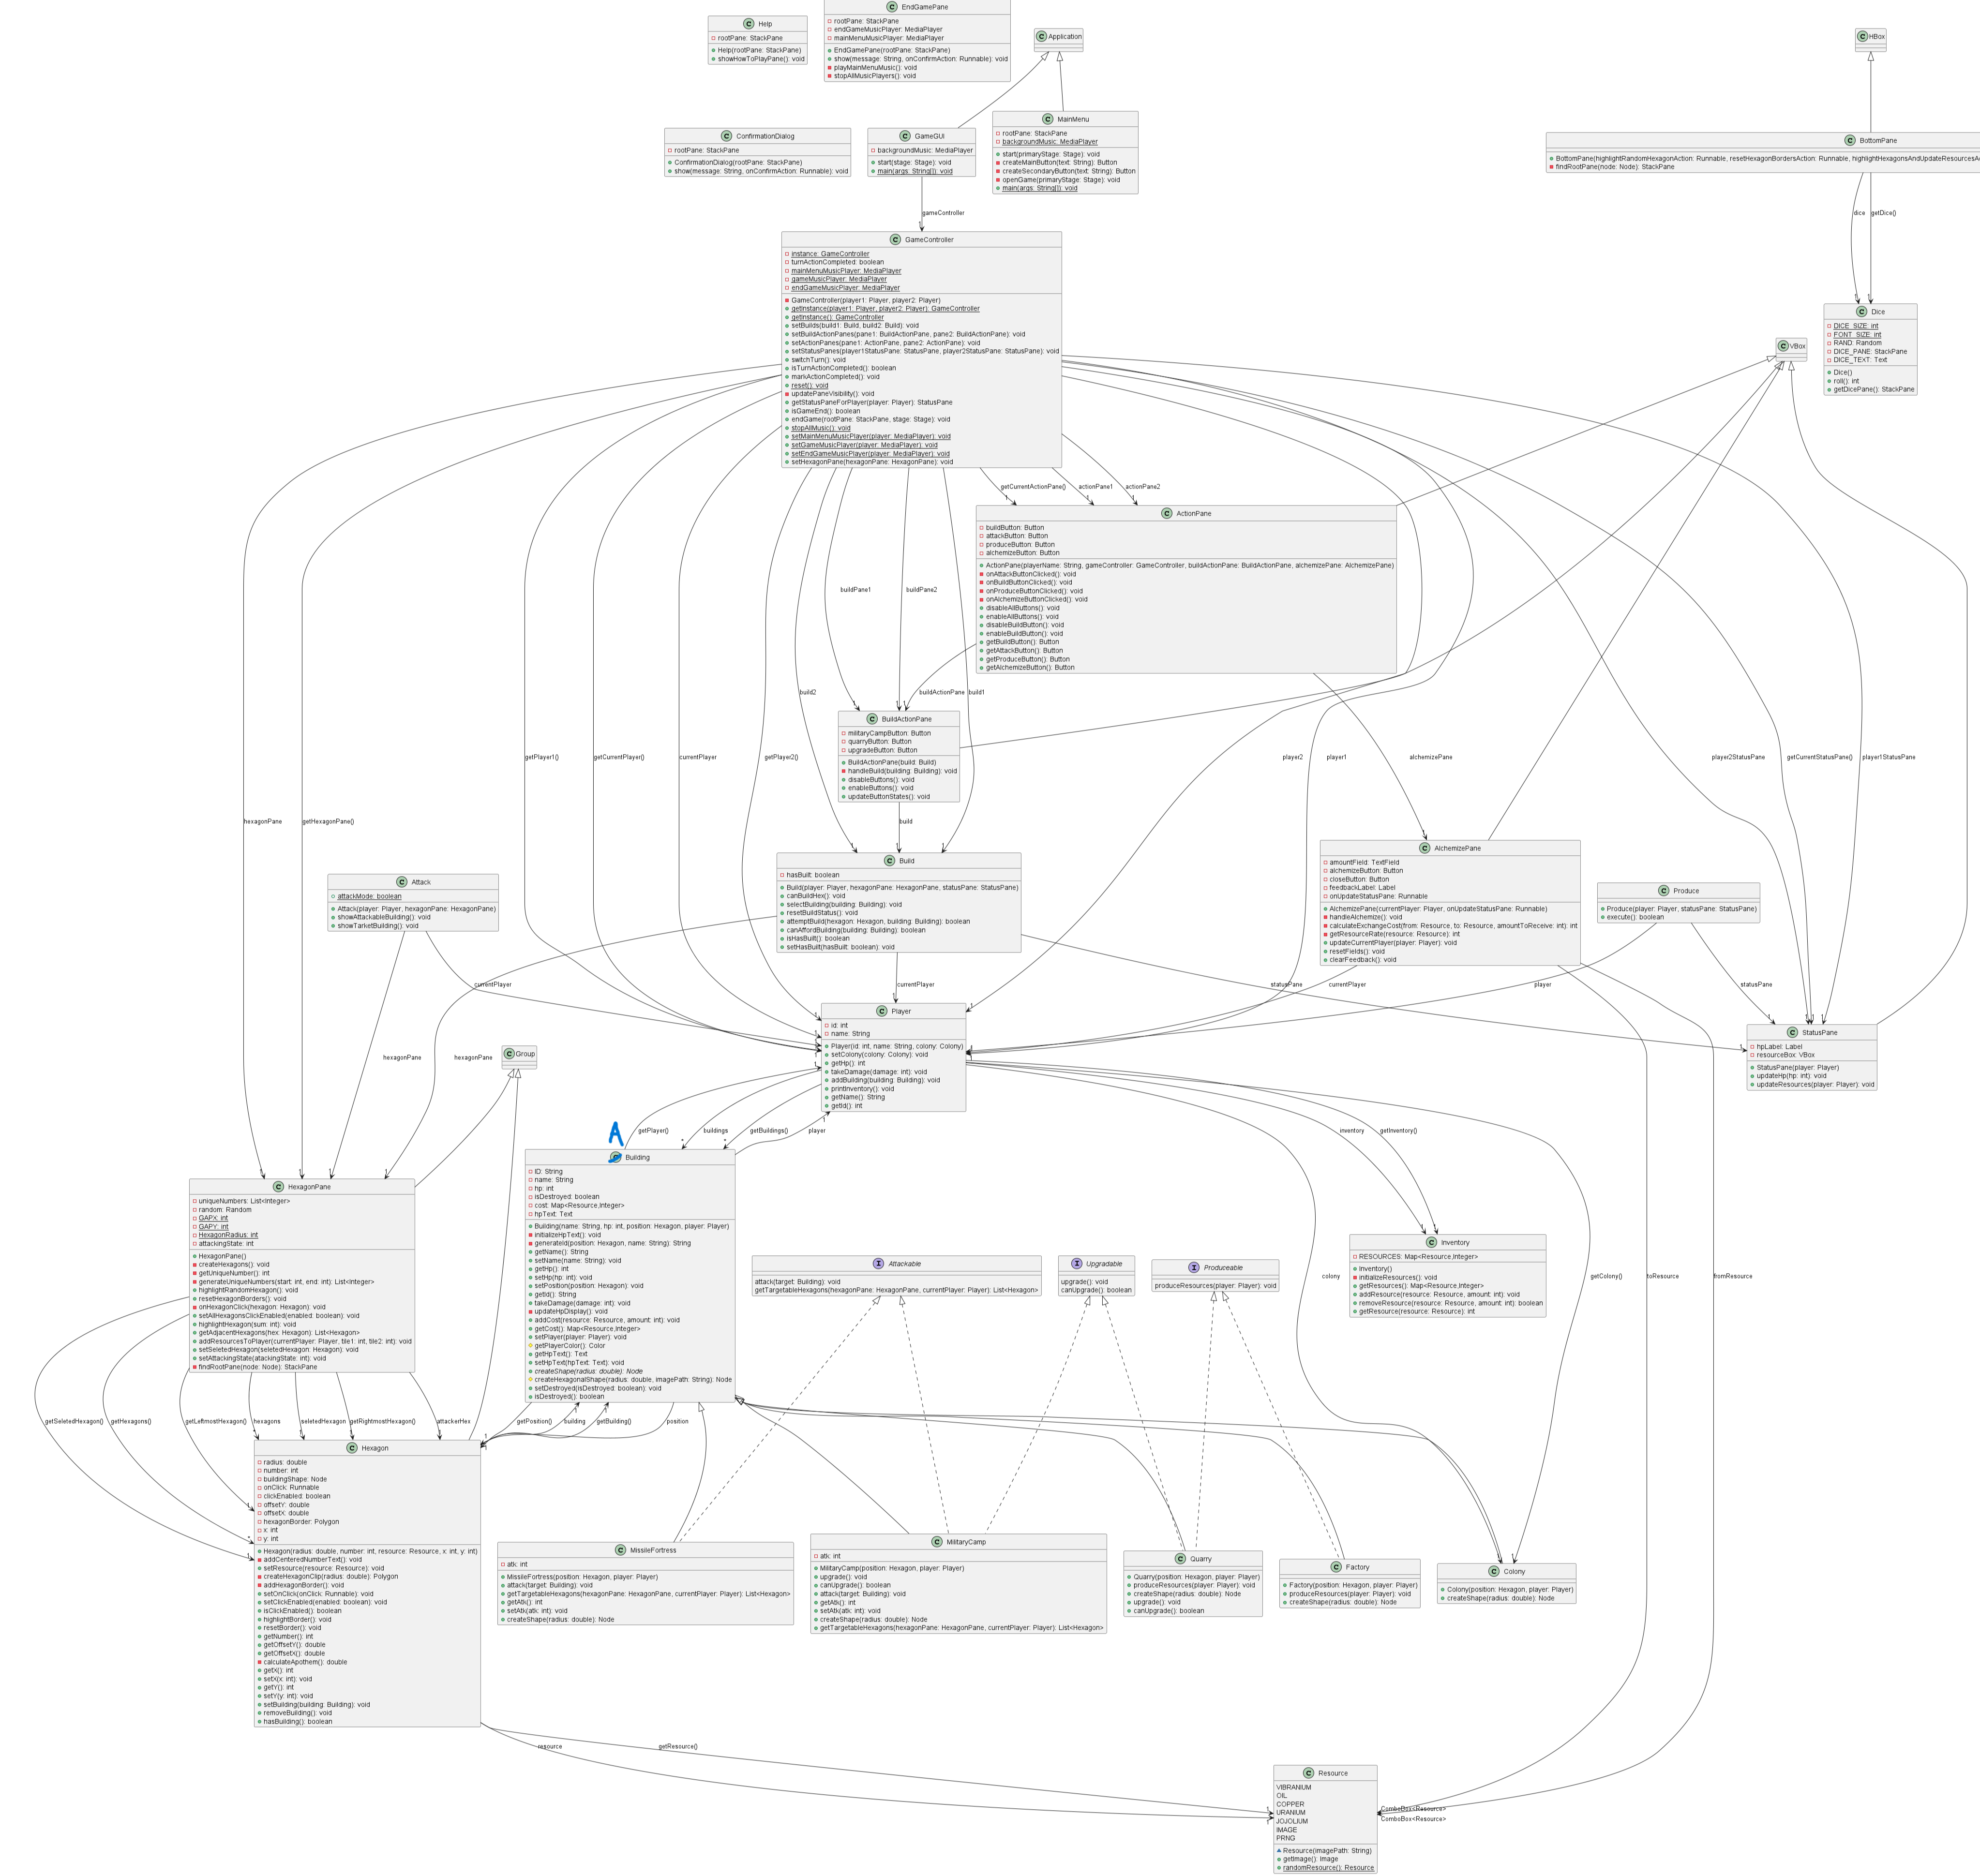 C Help
rootPane: StackPane
Help(rootPane: StackPane)
showHowToPlayPane(): void
C EndGamePane
rootPane: StackPane
endGameMusicPlayer: MediaPlayer
mainMenuMusicPlayer: MediaPlayer
EndGamePane(rootPane: StackPane)
show(message: String, onConfirmAction: Runnable): void
playMainMenuMusic(): void
stopAllMusicPlayers(): void
C Application
C HBox
C ConfirmationDialog
rootPane: StackPane
ConfirmationDialog(rootPane: StackPane)
show(message: String, onConfirmAction: Runnable): void
C GameGUI
backgroundMusic: MediaPlayer
start(stage: Stage): void
main(args: String[]): void
C MainMenu
rootPane: StackPane
backgroundMusic: MediaPlayer
start(primaryStage: Stage): void
createMainButton(text: String): Button
createSecondaryButton(text: String): Button
openGame(primaryStage: Stage): void
main(args: String[]): void
C BottomPane
BottomPane(highlightRandomHexagonAction: Runnable, resetHexagonBordersAction: Runnable,
findRootPane(node: Node): StackPane
gameController
1
dice
getDice()
1
1
C GameController
instance: GameController
turnActionCompleted: boolean
mainMenuMusicPlayer: MediaPlayer
gameMusicPlayer: MediaPlayer
endGameMusicPlayer: MediaPlayer
GameController(player1: Player, player2: Player)
getInstance(player1: Player, player2: Player): GameController
getInstance(): GameController
setBuilds(build1: Build, build2: Build): void
setBuildActionPanes(pane1: BuildActionPane, pane2: BuildActionPane): void
setActionPanes(pane1: ActionPane, pane2: ActionPane): void
setStatusPanes(player1StatusPane: StatusPane, player2StatusPane: StatusPane): void
switchTurn(): void
isTurnActionCompleted(): boolean
markActionCompleted(): void
reset(): void
updatePaneVisibility(): void
getStatusPaneForPlayer(player: Player): StatusPane
isGameEnd(): boolean
endGame(rootPane: StackPane, stage: Stage): void
stopAllMusic(): void
setMainMenuMusicPlayer(player: MediaPlayer): void
setGameMusicPlayer(player: MediaPlayer): void
setEndGameMusicPlayer(player: MediaPlayer): void
setHexagonPane(hexagonPane: HexagonPane): void
C Dice
DICE_SIZE: int
FONT_SIZE: int
RAND: Random
DICE_PANE: StackPane
DICE_TEXT: Text
Dice()
roll(): int
getDicePane(): StackPane
C VBox
getCurrentActionPane()
actionPane1
actionPane2
1
1
1
C ActionPane
buildButton: Button
attackButton: Button
produceButton: Button
alchemizeButton: Button
ActionPane(playerName: String, gameController: GameController, buildActionPane: BuildActionPane, alchemizePane: AlchemizePane)
onAttackButtonClicked(): void
onBuildButtonClicked(): void
onProduceButtonClicked(): void
onAlchemizeButtonClicked(): void
disableAllButtons(): void
enableAllButtons(): void
disableBuildButton(): void
enableBuildButton(): void
getBuildButton(): Button
getAttackButton(): Button
getProduceButton(): Button
getAlchemizeButton(): Button
buildPane1
buildPane2
build2
buildActionPane
build1
C BuildActionPane
militaryCampButton: Button
quarryButton: Button
upgradeButton: Button
BuildActionPane(build: Build)
handleBuild(building: Building): void
disableButtons(): void
enableButtons(): void
updateButtonStates(): void
getPlayer1()
getCurrentPlayer()
currentPlayer
getPlayer2()
player2
player1
alchemizePane
player2StatusPane
getCurrentStatusPane()
player1StatusPane
hexagonPane
getHexagonPane()
build
C Build
hasBuilt: boolean
Build(player: Player, hexagonPane: HexagonPane, statusPane: StatusPane)
canBuildHex(): void
selectBuilding(building: Building): void
resetBuildStatus(): void
attemptBuild(hexagon: Hexagon, building: Building): boolean
canAffordBuilding(building: Building): boolean
isHasBuilt(): boolean
setHasBuilt(hasBuilt: boolean): void
C AlchemizePane
amountField: TextField
alchemizeButton: Button
closeButton: Button
feedbackLabel: Label
onUpdateStatusPane: Runnable
AlchemizePane(currentPlayer: Player, onUpdateStatusPane: Runnable)
handleAlchemize(): void
calculateExchangeCost(from: Resource, to: Resource, amountToReceive: int): int
getResourceRate(resource: Resource): int
updateCurrentPlayer(player: Player): void
resetFields(): void
clearFeedback(): void
C Attack
attackMode: boolean
Attack(player: Player, hexagonPane: HexagonPane)
showAttackableBuilding(): void
showTarketBuilding(): void
C Produce
Produce(player: Player, statusPane: StatusPane)
execute(): boolean
currentPlayer
currentPlayer
statusPane
currentPlayer
player
statusPane
C Player
id: int
name: String
Player(id: int, name: String, colony: Colony)
setColony(colony: Colony): void
getHp(): int
takeDamage(damage: int): void
addBuilding(building: Building): void
printInventory(): void
getName(): String
getId(): int
C StatusPane
hpLabel: Label
resourceBox: VBox
StatusPane(player: Player)
updateHp(hp: int): void
updateResources(player: Player): void
hexagonPane
hexagonPane
C Group
A
getPlayer()
buildings
getBuildings()
player
inventory
getInventory()
C Building
ID: String
name: String
hp: int
isDestroyed: boolean
cost: Map<Resource,Integer>
hpText: Text
Building(name: String, hp: int, position: Hexagon, player: Player)
initializeHpText(): void
generateId(position: Hexagon, name: String): String
getName(): String
setName(name: String): void
getHp(): int
setHp(hp: int): void
setPosition(position: Hexagon): void
getId(): String
takeDamage(damage: int): void
updateHpDisplay(): void
addCost(resource: Resource, amount: int): void
getCost(): Map<Resource,Integer>
setPlayer(player: Player): void
getPlayerColor(): Color
getHpText(): Text
setHpText(hpText: Text): void
createShape(radius: double): Node
createHexagonalShape(radius: double, imagePath: String): Node
setDestroyed(isDestroyed: boolean): void
isDestroyed(): boolean
C HexagonPane
uniqueNumbers: List<Integer>
random: Random
GAPX: int
GAPY: int
HexagonRadius: int
attackingState: int
HexagonPane()
createHexagons(): void
getUniqueNumber(): int
generateUniqueNumbers(start: int, end: int): List<Integer>
highlightRandomHexagon(): void
resetHexagonBorders(): void
onHexagonClick(hexagon: Hexagon): void
setAllHexagonsClickEnabled(enabled: boolean): void
highlightHexagon(sum: int): void
getAdjacentHexagons(hex: Hexagon): List<Hexagon>
addResourcesToPlayer(currentPlayer: Player, tile1: int, tile2: int): void
setSeletedHexagon(seletedHexagon: Hexagon): void
setAttackingState(atackingState: int): void
findRootPane(node: Node): StackPane
I Attackable
attack(target: Building): void
getTargetableHexagons(hexagonPane: HexagonPane, currentPlayer: Player): List<Hexagon>
I Upgradable
upgrade(): void
canUpgrade(): boolean
I Produceable
produceResources(player: Player): void
C Inventory
RESOURCES: Map<Resource,Integer>
Inventory()
initializeResources(): void
getResources(): Map<Resource,Integer>
addResource(resource: Resource, amount: int): void
removeResource(resource: Resource, amount: int): boolean
getResource(resource: Resource): int
colony
getColony()
toResource
fromResource
getSeletedHexagon()
getHexagons()
getLeftmostHexagon()
hexagons
seletedHexagon
getRightmostHexagon()
attackerHex
getPosition()
building
getBuilding()
position
C Hexagon
radius: double
number: int
buildingShape: Node
onClick: Runnable
clickEnabled: boolean
offsetY: double
offsetX: double
hexagonBorder: Polygon
x: int
y: int
Hexagon(radius: double, number: int, resource: Resource, x: int, y: int)
addCenteredNumberText(): void
setResource(resource: Resource): void
createHexagonClip(radius: double): Polygon
addHexagonBorder(): void
setOnClick(onClick: Runnable): void
setClickEnabled(enabled: boolean): void
isClickEnabled(): boolean
highlightBorder(): void
resetBorder(): void
getNumber(): int
getOffsetY(): double
getOffsetX(): double
calculateApothem(): double
getX(): int
setX(x: int): void
getY(): int
setY(y: int): void
setBuilding(building: Building): void
removeBuilding(): void
hasBuilding(): boolean
C MissileFortress
atk: int
MissileFortress(position: Hexagon, player: Player)
attack(target: Building): void
getTargetableHexagons(hexagonPane: HexagonPane, currentPlayer: Player): List<Hexagon>
getAtk(): int
setAtk(atk: int): void
createShape(radius: double): Node
C MilitaryCamp
atk: int
MilitaryCamp(position: Hexagon, player: Player)
upgrade(): void
canUpgrade(): boolean
attack(target: Building): void
getAtk(): int
setAtk(atk: int): void
createShape(radius: double): Node
getTargetableHexagons(hexagonPane: HexagonPane, currentPlayer: Player): List<Hexagon>
C Quarry
Quarry(position: Hexagon, player: Player)
produceResources(player: Player): void
createShape(radius: double): Node
upgrade(): void
canUpgrade(): boolean
C Factory
Factory(position: Hexagon, player: Player)
produceResources(player: Player): void
createShape(radius: double): Node
C Colony
Colony(position: Hexagon, player: Player)
createShape(radius: double): Node
resource
getResource()
C Resource
VIBRANIUM
OIL
COPPER
URANIUM
JOJOLIUM
IMAGE
PRNG
Resource(imagePath: String)
getImage(): Image
randomResource(): Resource
ComboBox<Resource>
ComboBox<Resource>